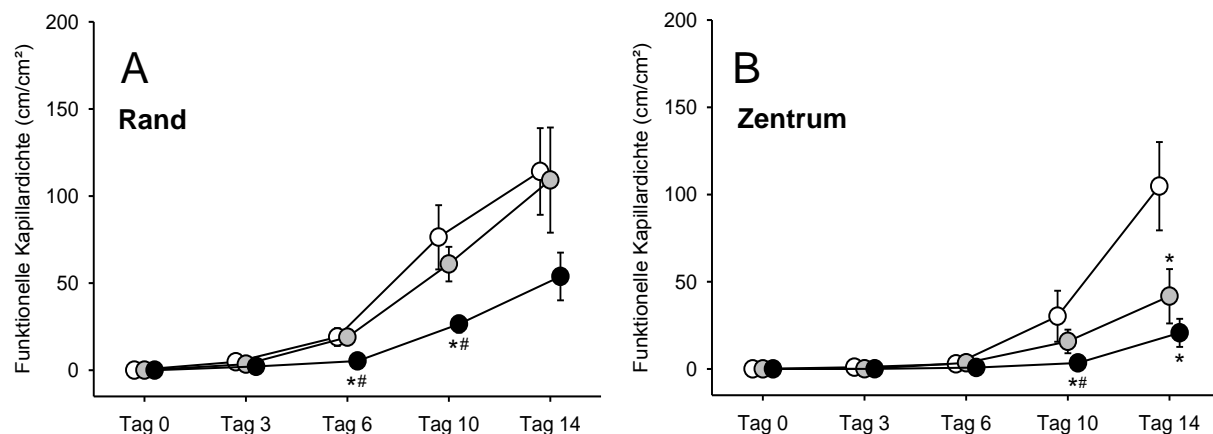 Funktionelle Kapillardichte (cm/cm²)
200
150
100
50
0
A
Rand
*#
*#
Tag 0 Tag 3 Tag 6 Tag 10 Tag 14
Funktionelle Kapillardichte (cm/cm²)
200
150
100
50
0
B
Zentrum
*
*#
*
Tag 0 Tag 3 Tag 6 Tag 10 Tag 14